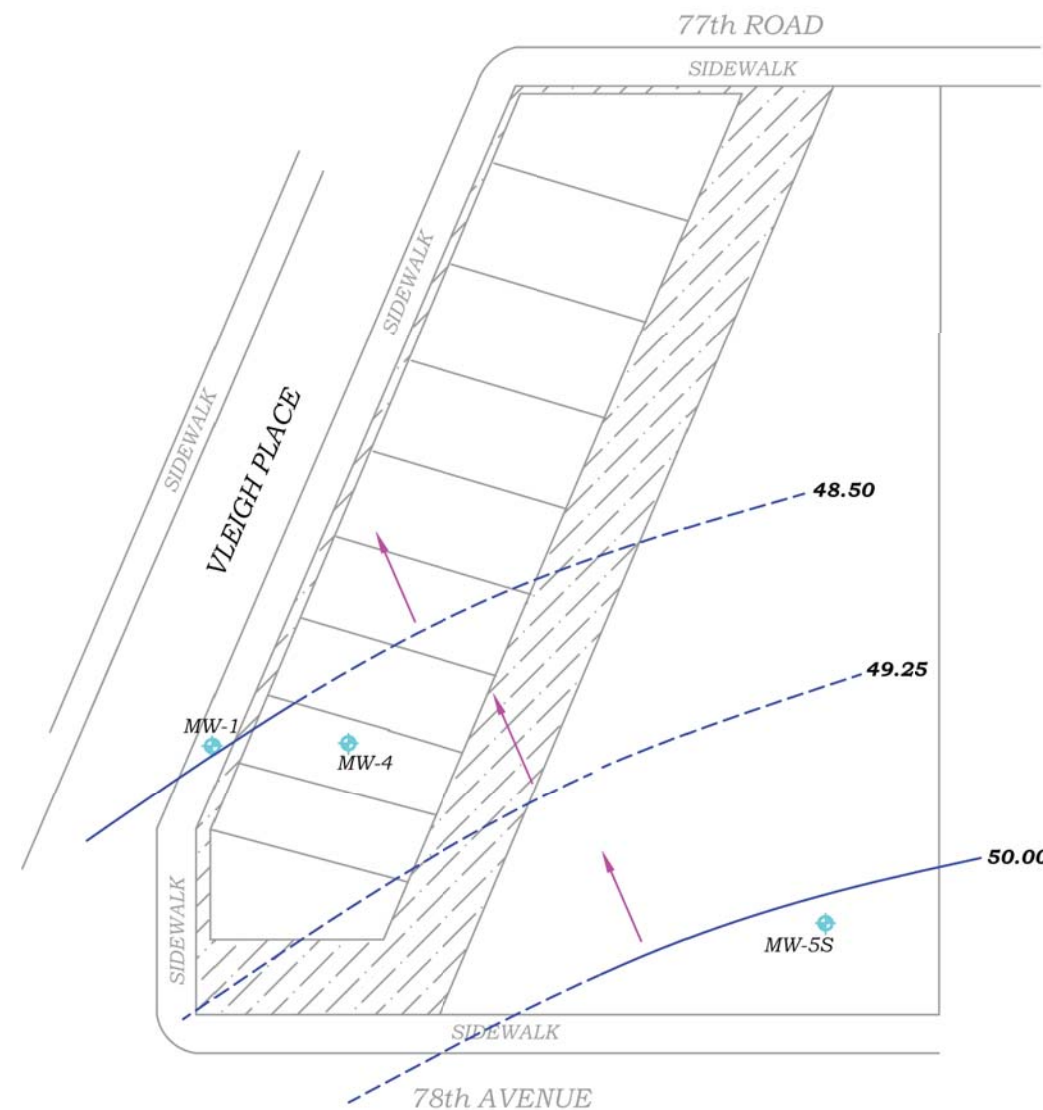 77th ROAD
SIDEWALK
SIDEWALK
SIDEWALK
VLEIGH PLACE
48.50
49.25
MW-1
MW-4
50.00
MW-5S
SIDEWALK
SIDEWALK
78th AVENUE